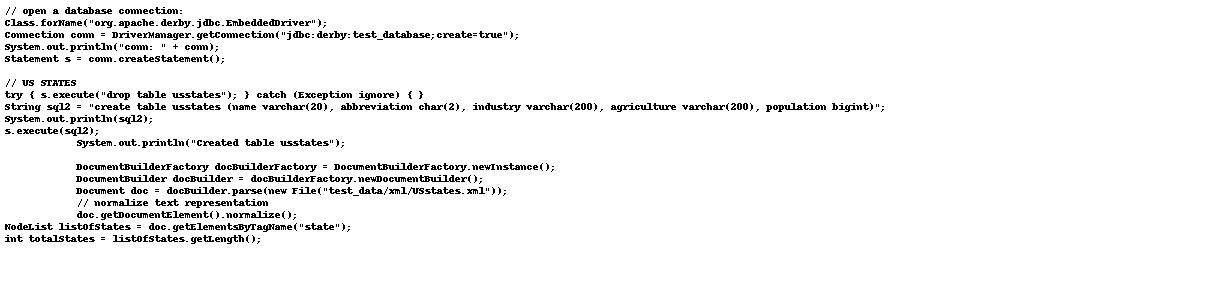 // open a database connection:
Class.forName("org.apache.derby.jdbc.EmbeddedDriver");
Connection conn = DriverManager.getConnection("jdbc:derby:test_database;create=true");
System.out.println("conn: " + conn);
Statement s = conn.createStatement();
// US STATES
try { s.execute("drop table usstates"); } catch (Exception ignore) { }
String sql2 = "create table usstates (name varchar(20), abbreviation char(2), industry varchar(200), agriculture varchar(200), population bigint)";
System.out.println(sql2);
s.execute(sql2);
System.out.println("Created table usstates");
DocumentBuilderFactory docBuilderFactory = DocumentBuilderFactory.newInstance();
DocumentBuilder docBuilder = docBuilderFactory.newDocumentBuilder();
Document doc = docBuilder.parse(new File("test_data/xml/USstates.xml"));
// normalize text representation
doc.getDocumentElement().normalize();
NodeList listOfStates = doc.getElementsByTagName("state");
int totalStates = listOfStates.getLength();